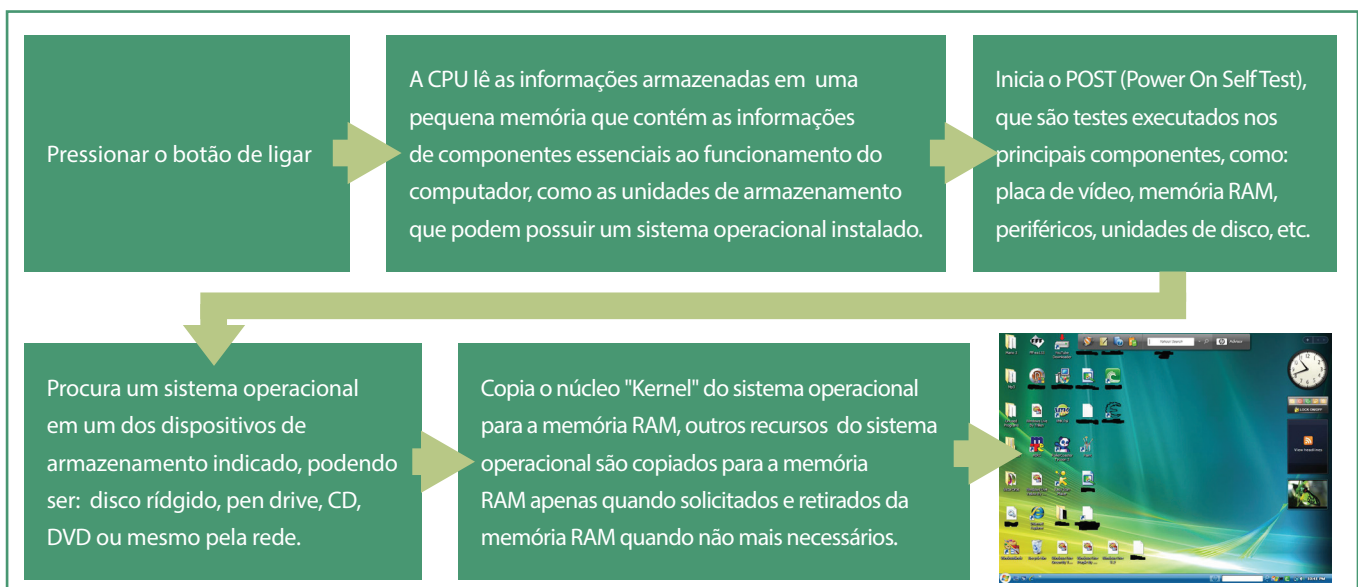 Pressionar o botão de ligar
A CPU lê as informações armazenadas em uma
pequena memória que contém as informações
de componentes essenciais ao funcionamento do
computador, como as unidades de armazenamento
que podem possuir um sistema operacional instalado.
Inicia o POST (Power On Self Test),
que são testes executados nos
principais componentes, como:
placa de vídeo, memória RAM,
periféricos, unidades de disco, etc.
Procura um sistema operacional
em um dos dispositivos de
armazenamento indicado, podendo
ser: disco rídgido, pen drive, CD,
DVD ou mesmo pela rede.
Copia o núcleo "Kernel" do sistema operacional
para a memória RAM, outros recursos do sistema
operacional são copiados para a memória
RAM apenas quando solicitados e retirados da
memória RAM quando não mais necessários.
View headlines